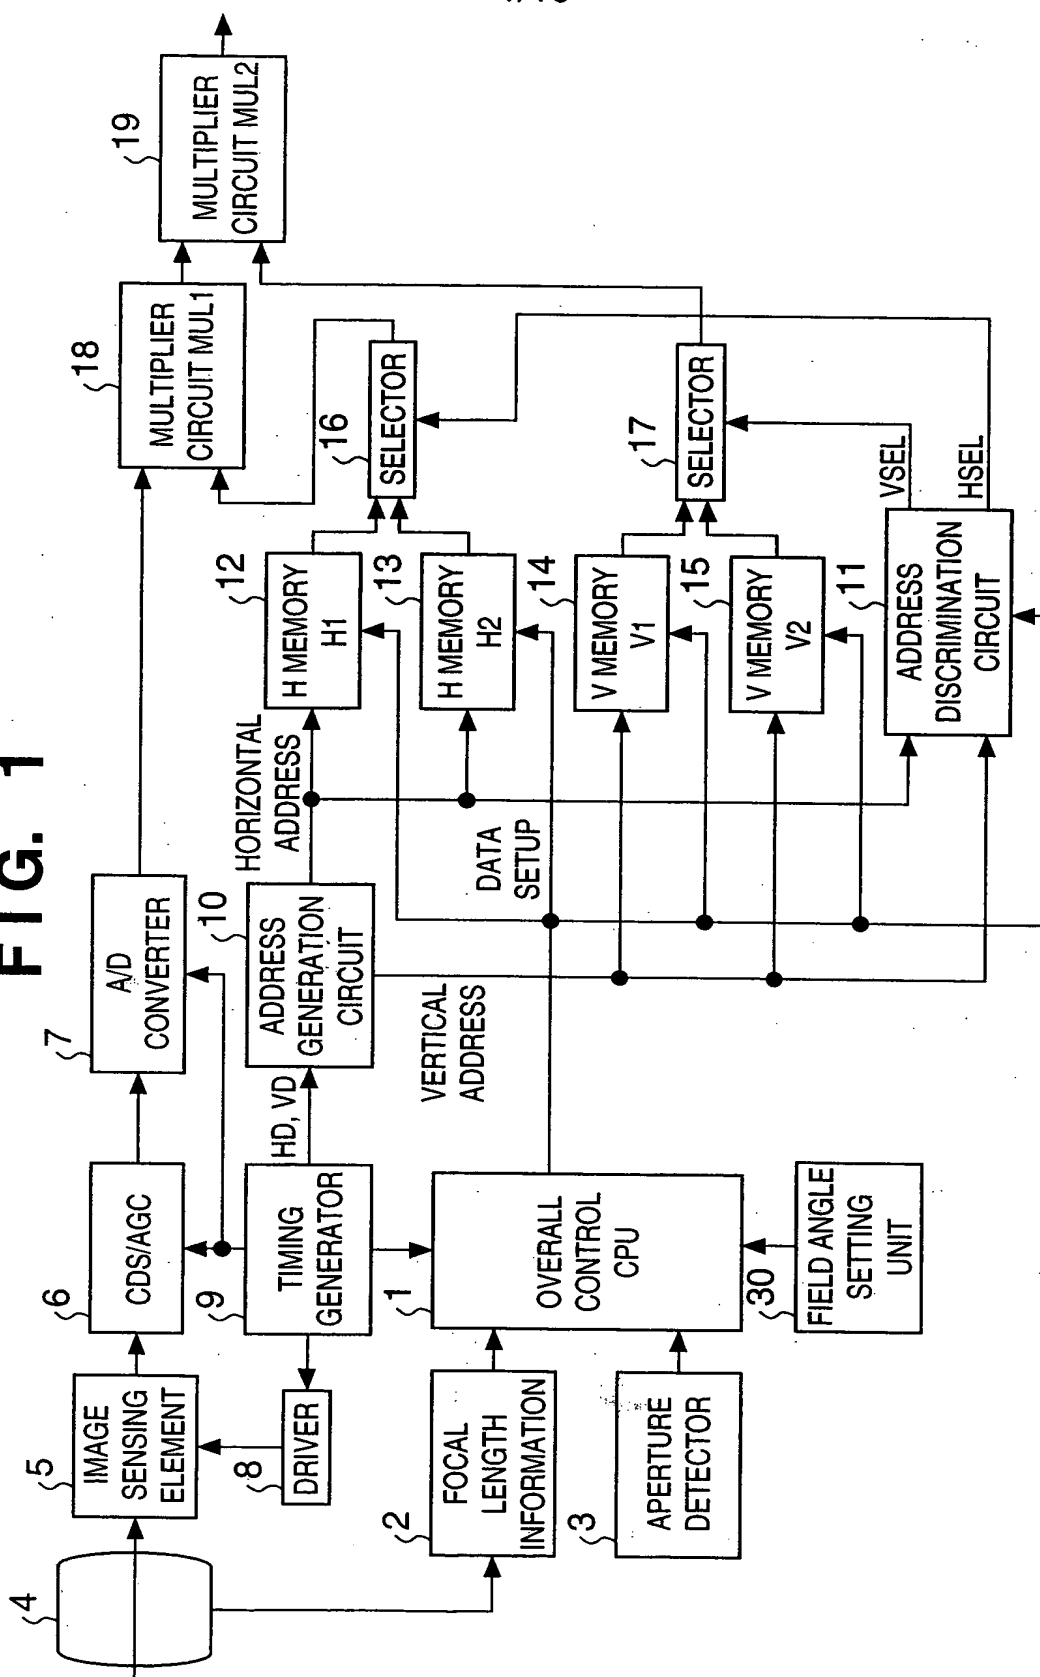 FIG. 1
4
5
IMAGE
SENSING
ELEMENT
6
CDS/AGC
7
A/D
CONVERTER
18
MULTIPLIER
CIRCUIT MUL1
19
MULTIPLIER
CIRCUIT MUL2
8
DRIVER
9
TIMING
GENERATOR
HD, VD
10
ADDRESS
GENERATION
CIRCUIT
HORIZONTAL
ADDRESS
VERTICAL
ADDRESS
12
H MEMORY
H1
13
H MEMORY
H2
16
SELECTOR
2
FOCAL
LENGTH
INFORMATION
1
OVERALL
CONTROL
CPU
DATA
SETUP
14
V MEMORY
V1
15
V MEMORY
V2
17
SELECTOR
3
APERTURE
DETECTOR
30
FIELD ANGLE
SETTING
UNIT
11
ADDRESS
DISCRIMINATION
CIRCUIT
VSEL
HSEL